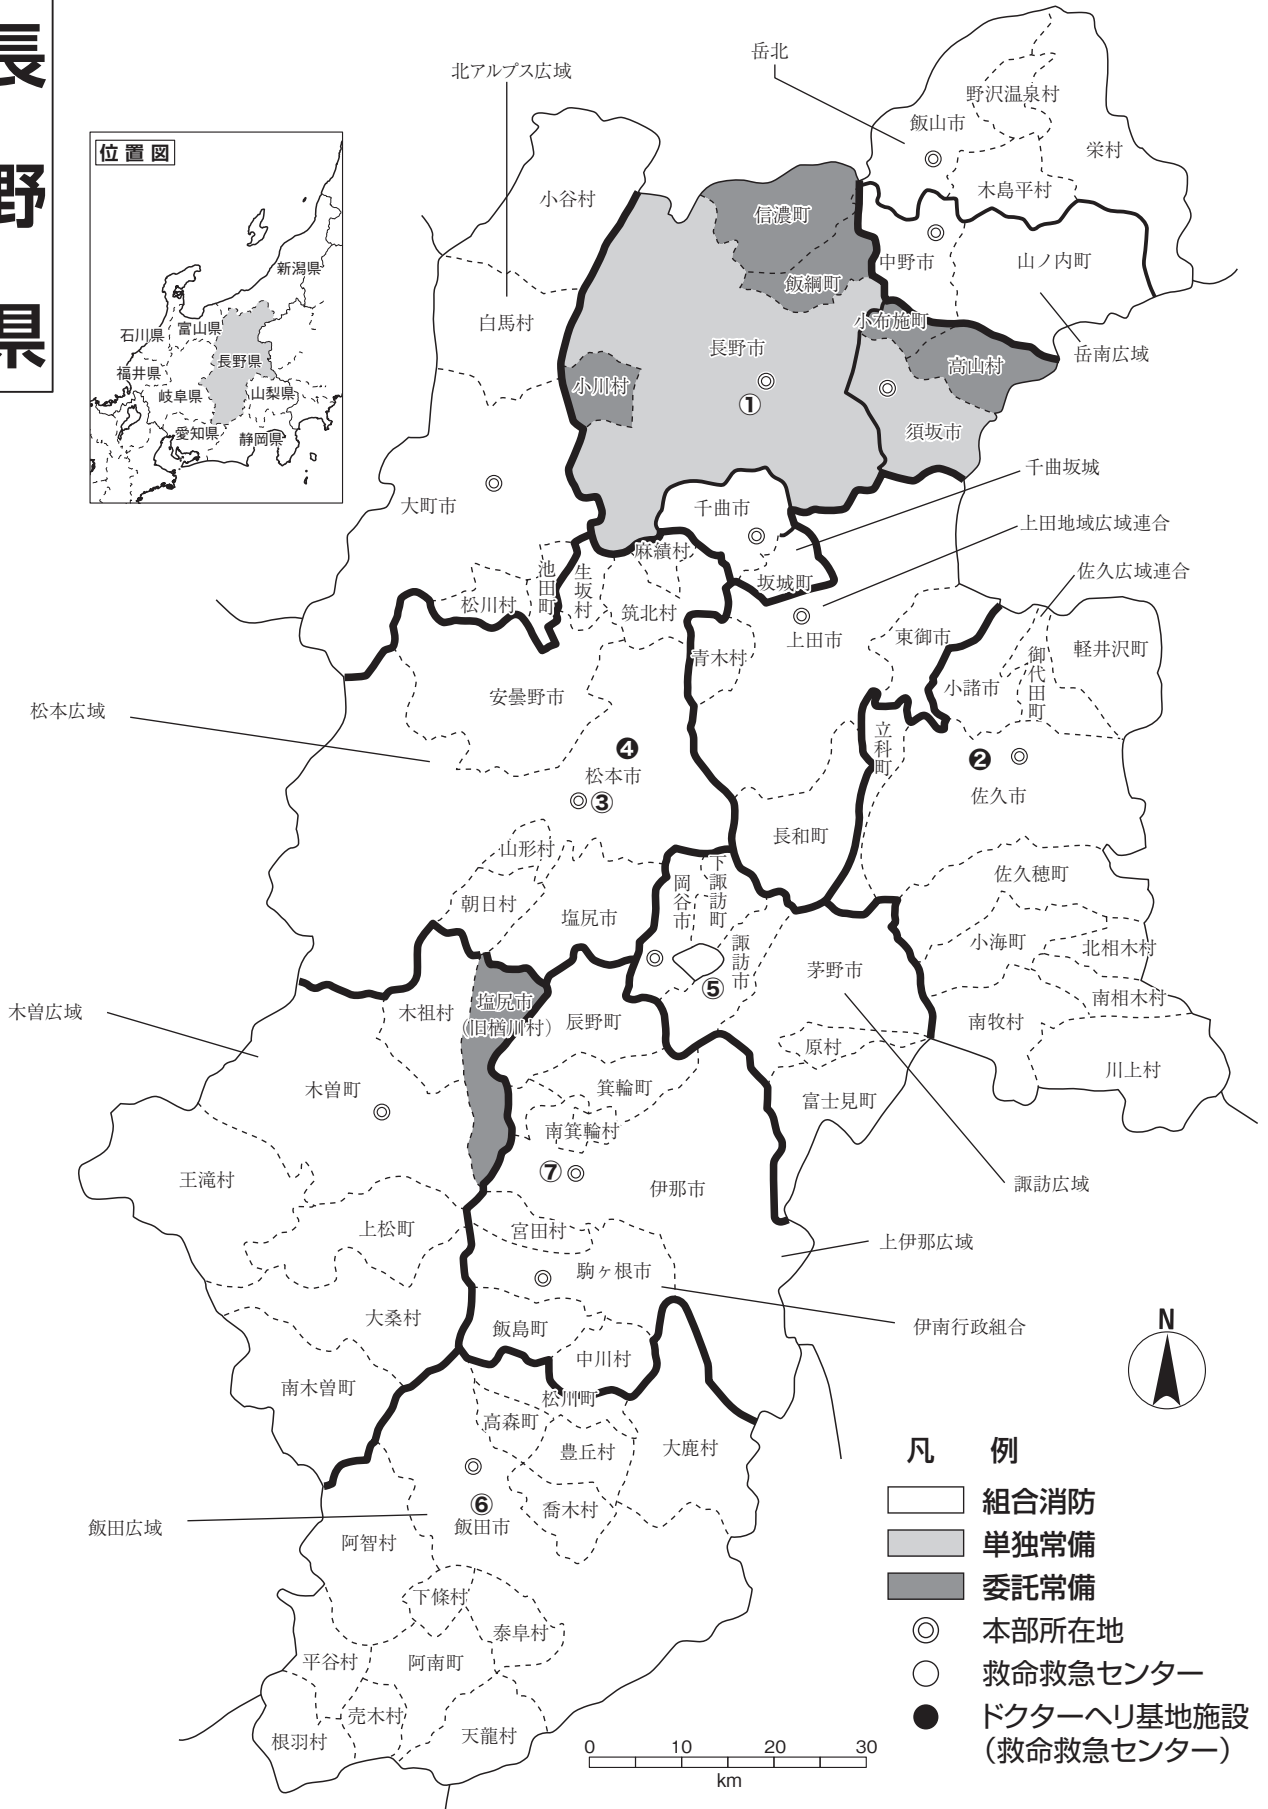 長野県
位置図
新潟県
富山県
石川県
長野県
福井県
岐阜県
山梨県
愛知県
静岡県
岳北
北アルプス広域
野沢温泉村
飯山市
栄村
木島平村
小谷村
信濃町
中野市
山ノ内町
飯綱町
白馬村
小布施町
長野市
岳南広域
高山村
小川村
①
須坂市
千曲坂城
大町市
千曲市
上田地域広域連合
麻績村
池田町
生坂村
坂城町
佐久広域連合
松川村
筑北村
上田市
東御市
青木村
御代田町
軽井沢町
小諸市
安曇野市
松本広域
立科町
❹
松本市
❷
③
佐久市
長和町
山形村
下諏訪町
岡谷市
佐久穂町
朝日村
塩尻市
諏訪市
小海町
北相木村
茅野市
⑤
南相木村
木曽広域
木祖村
塩尻市
（旧楢川村）
辰野町
南牧村
原村
川上村
木曽町
箕輪町
富士見町
南箕輪村
⑦
王滝村
伊那市
諏訪広域
上松町
宮田村
上伊那広域
駒ヶ根市
大桑村
飯島町
伊南行政組合
中川村
南木曽町
松川町
高森町
豊丘村
大鹿村
⑥
喬木村
飯田広域
飯田市
阿智村
下條村
泰阜村
平谷村
阿南町
売木村
天龍村
根羽村
N
凡 例
組合消防
単独常備
委託常備
本部所在地
救命救急センター
ドクターヘリ基地施設
（救命救急センター）
0 10 20 30
km